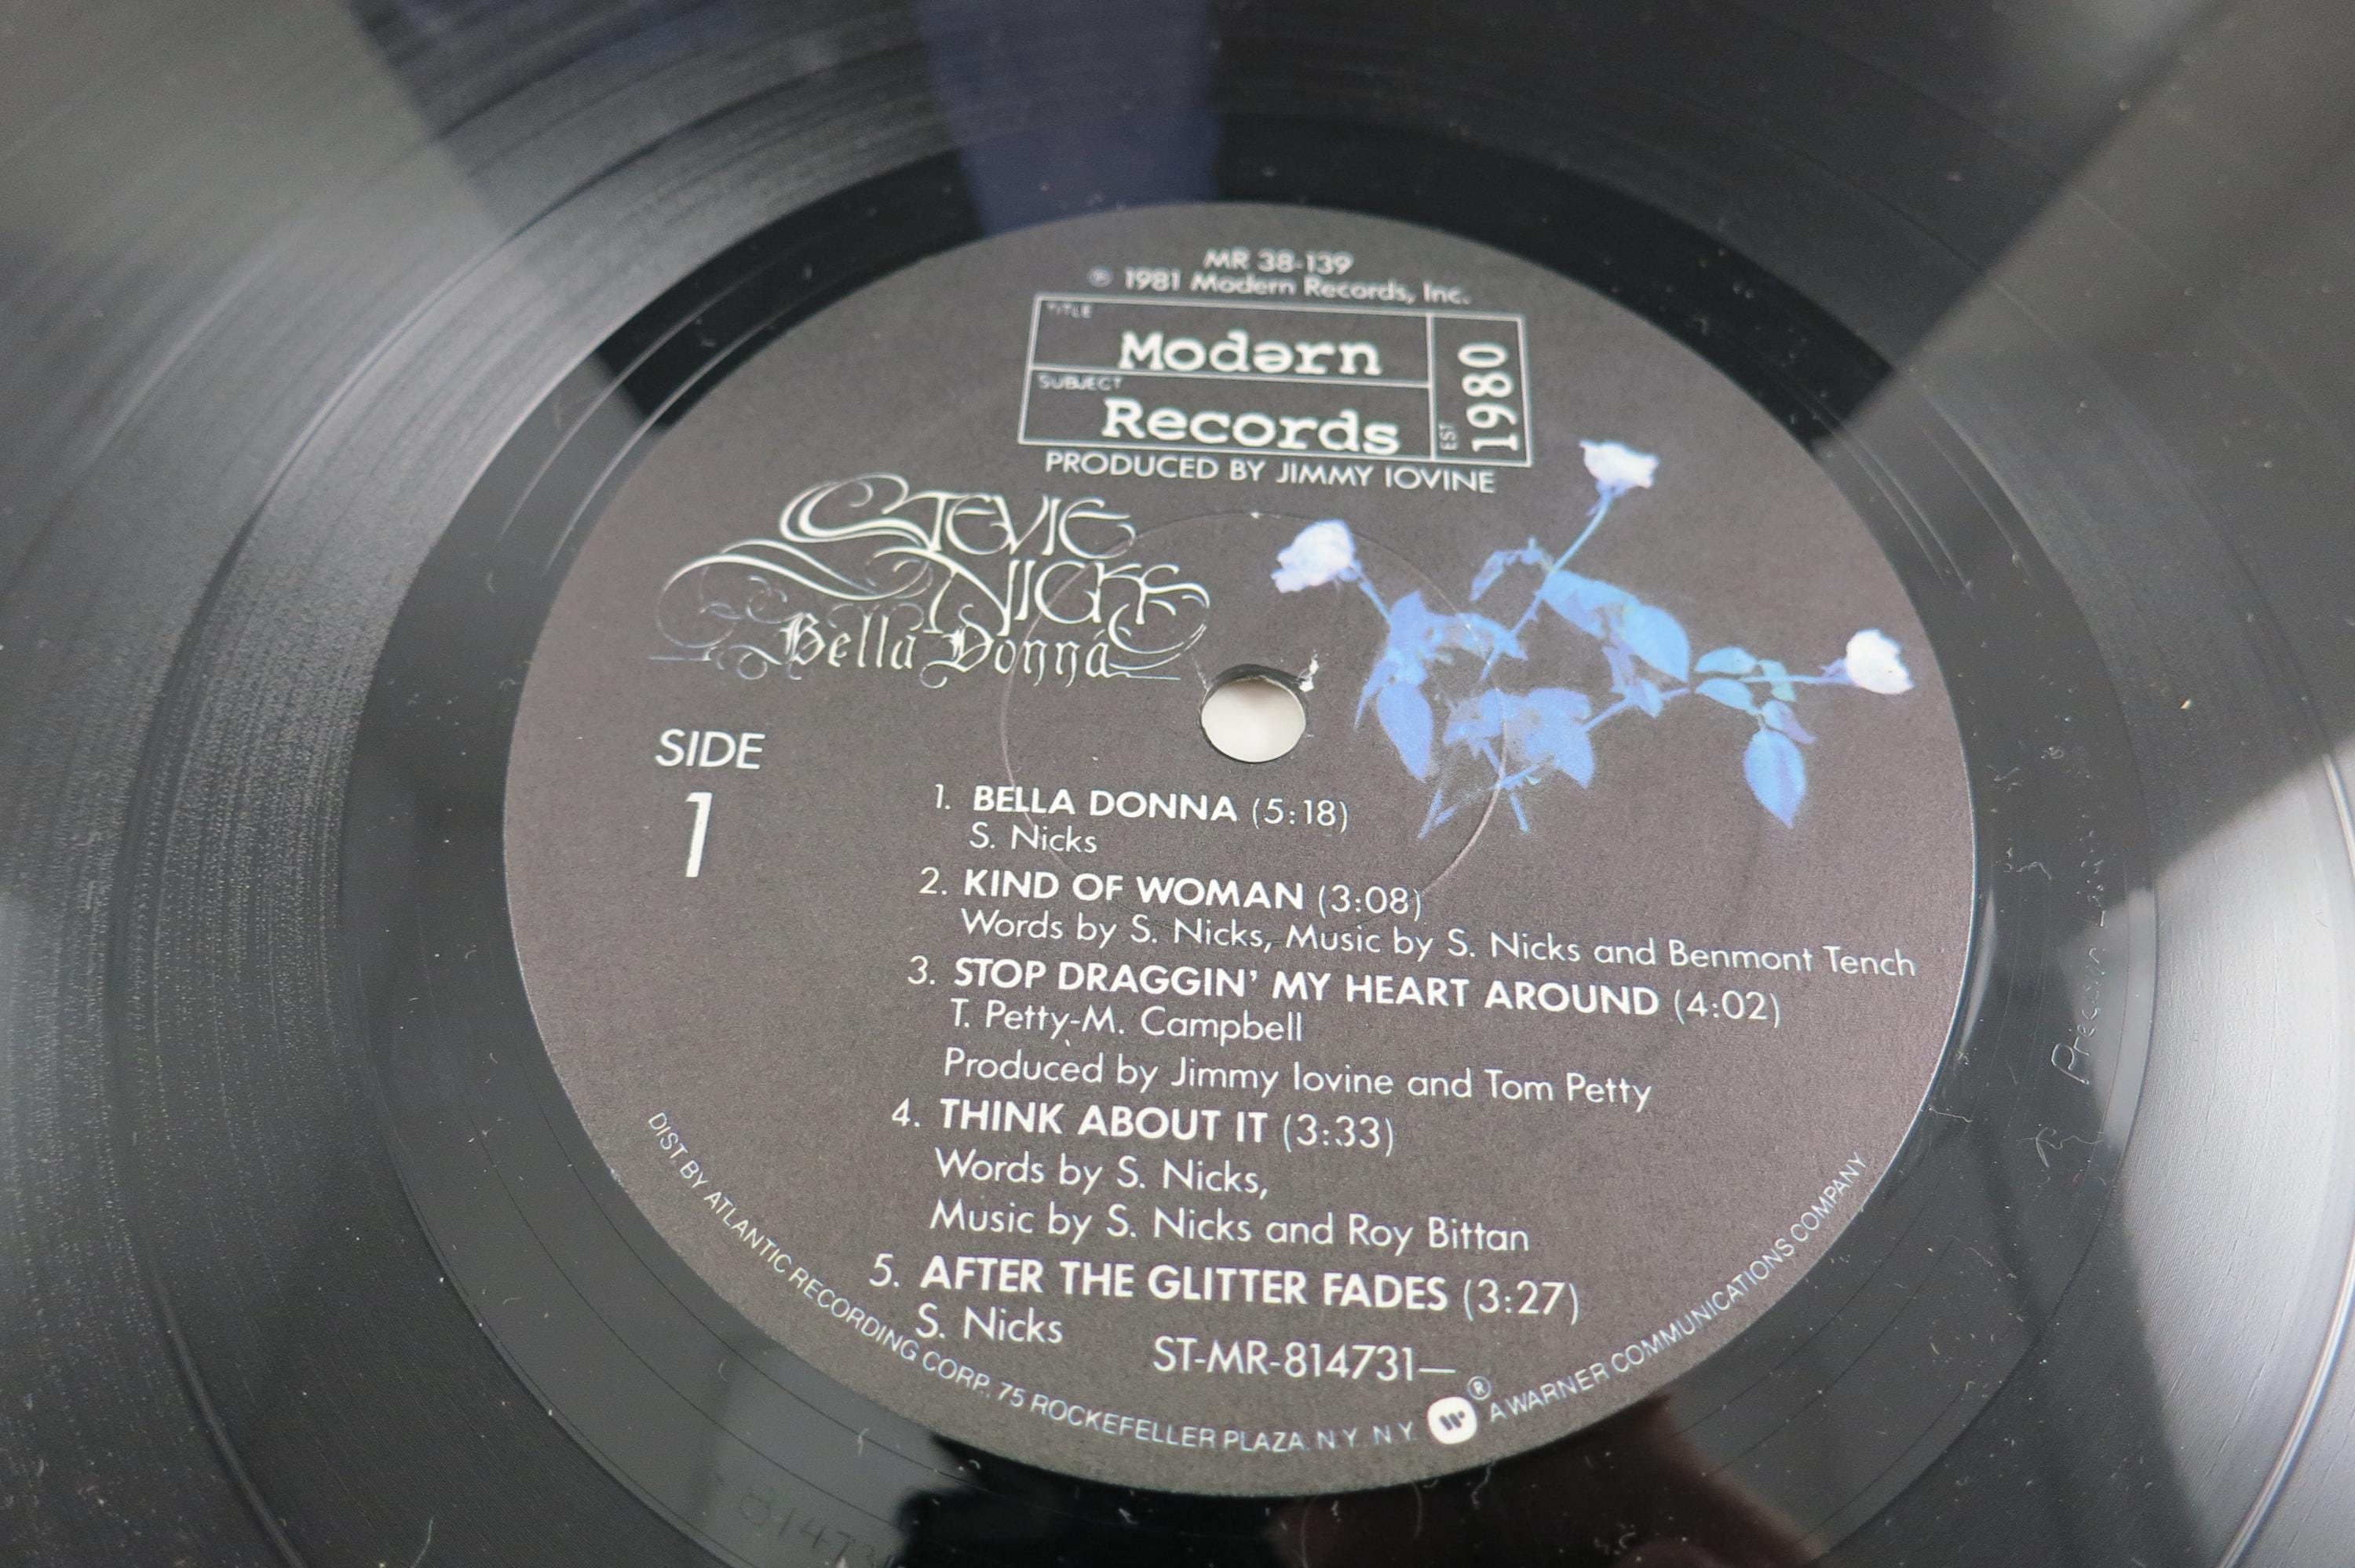 MR 38-139
℗ 1981 Modern Records, Inc.
TITLE
Modərn
SUBJECT
Records
EST
1980
PRODUCED BY JIMMY IOVINE
STEVIE
NICKS
Bella Donna
SIDE
1
1. BELLA DONNA (5:18)
S. Nicks
2. KIND OF WOMAN (3:08)
Words by S. Nicks, Music by S. Nicks and Benmont Tench
3. STOP DRAGGIN' MY HEART AROUND (4:02)
T. Petty-M. Campbell
Produced by Jimmy Iovine and Tom Petty
4. THINK ABOUT IT (3:33)
Words by S. Nicks,
Music by S. Nicks and Roy Bittan
5. AFTER THE GLITTER FADES (3:27)
S. Nicks
ST-MR-814731—
DIST. BY ATLANTIC RECORDING CORP. 75 ROCKEFELLER PLAZA. N.Y. N.Y. W ® A WARNER COMMUNICATIONS COMPANY